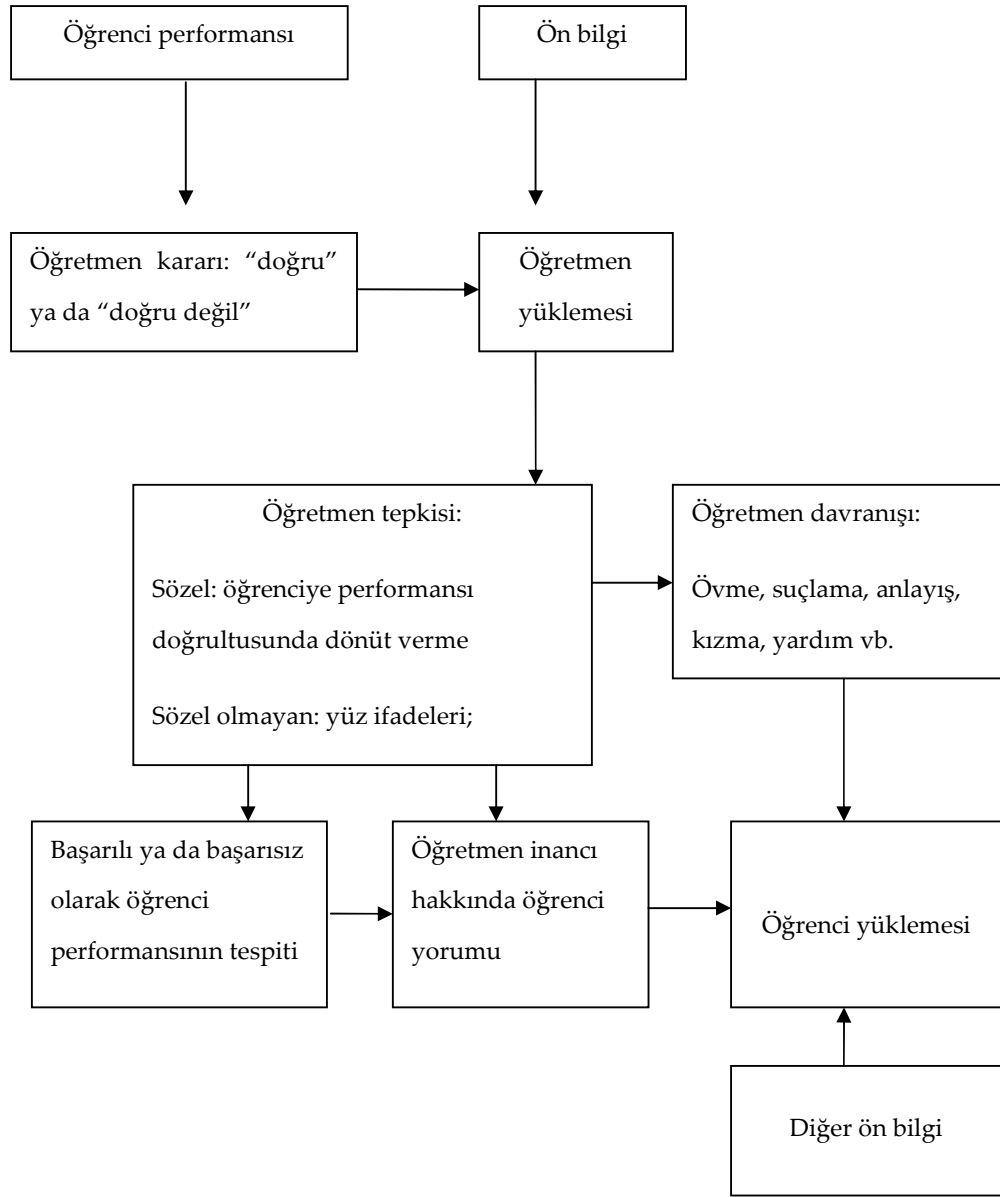 Öğrenci performansı
Ön bilgi
Öğretmen kararı: “doğru”
ya da “doğru değil”
Öğretmen
yüklemesi
Öğretmen tepkisi:
Sözel: öğrenciye performansı
doğrultusunda dönüt verme
Sözel olmayan: yüz ifadeleri;
Öğretmen davranışı:
Övme, suçlama, anlayış,
kızma, yardım vb.
Başarılı ya da başarısız
olarak öğrenci
performansının tespiti
Öğretmen inancı
hakkında öğrenci
yorumu
Öğrenci yüklemesi
Diğer ön bilgi